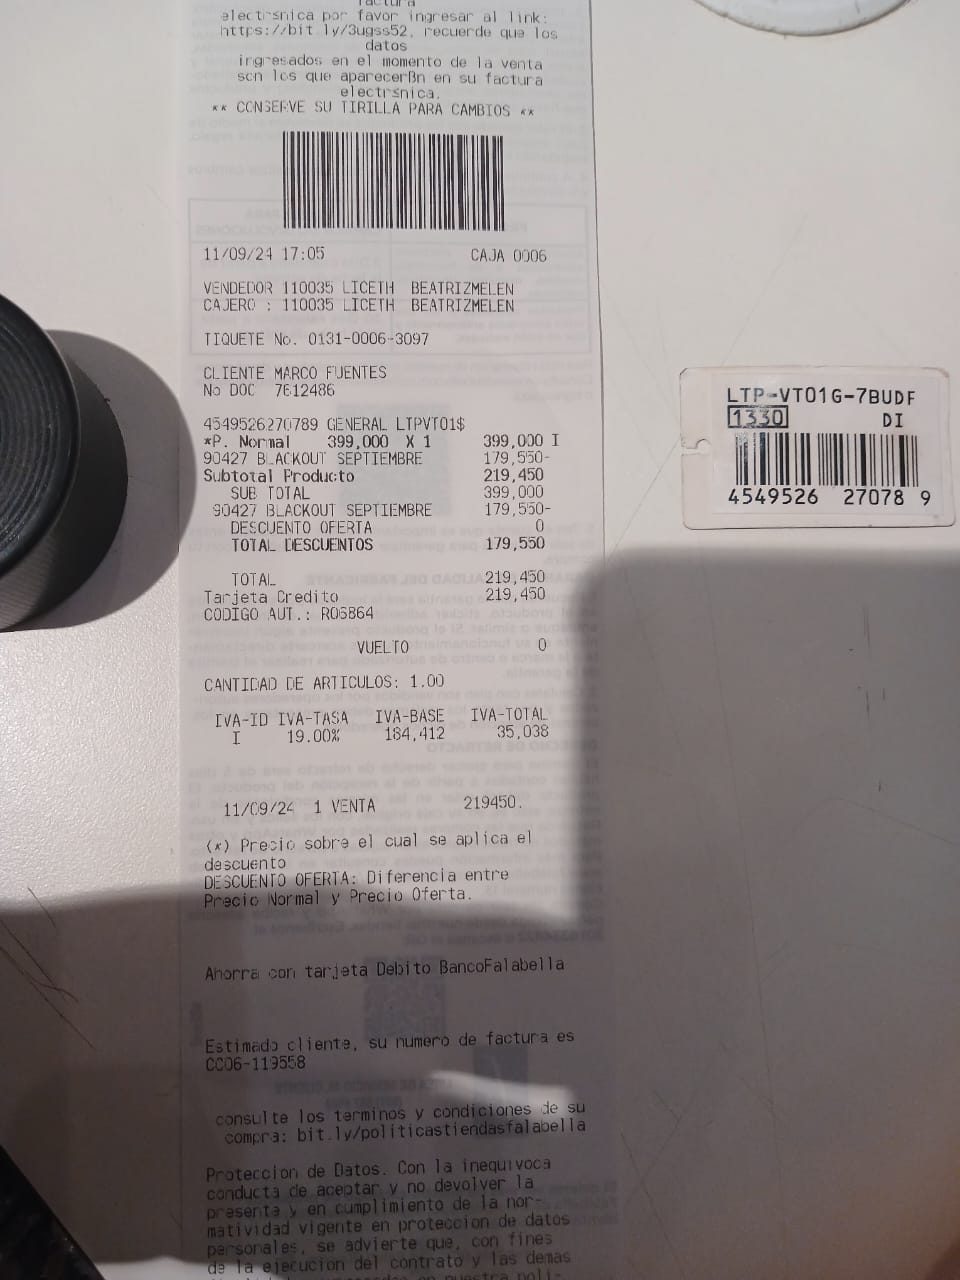 factura
electrsnica por favor ingresar al link:
https://bit.ly/3ugss52, recuerde que los
datos
ingresados en el momento de la venta
son los que aparecerßn en su factura
electrsnica.
** CONSERVE SU TIRILLA PARA CAMBIOS **
11/09/24 17:05 CAJA 0006
VENDEDOR 110035 LICETH BEATRIZMELEN
CAJERO : 110035 LICETH BEATRIZMELEN
TIQUETE No. 0131-0006-3097
CLIENTE MARCO FUENTES
No DOC 7612486
4549526270789 GENERAL LTPVT01$
*P. Normal 399,000 X 1 399,000 I
90427 BLACKOUT SEPTIEMBRE 179,550-
Subtotal Producto 219,450
SUB TOTAL 399,000
90427 BLACKOUT SEPTIEMBRE 179,550-
DESCUENTO OFERTA 0
TOTAL DESCUENTOS 179,550
TOTAL 219,450
Tarjeta Credito 219,450
CODIGO AUT.: R06864
VUELTO 0
CANTIDAD DE ARTICULOS: 1.00
IVA-ID IVA-TASA IVA-BASE IVA-TOTAL
I 19.00% 184,412 35,038
11/09/24 1 VENTA 219450.
(*) Precio sobre el cual se aplica el
descuento
DESCUENTO OFERTA: Diferencia entre
Precio Normal y Precio Oferta.
Ahorra con tarjeta Debito BancoFalabella
Estimado cliente, su numero de factura es
CC06-119558
consulte los terminos y condiciones de su
compra: bit.ly/politicastiendasfalabella
Proteccion de Datos. Con la inequivoca
conducta de aceptar y no devolver la
presente y en cumplimiento de la nor-
matividad vigente en proteccion de datos
personales, se advierte que, con fines
de la ejecucion del contrato y las demas
LTP-VT01G-7BUDF
1330 DI
4549526 27078 9